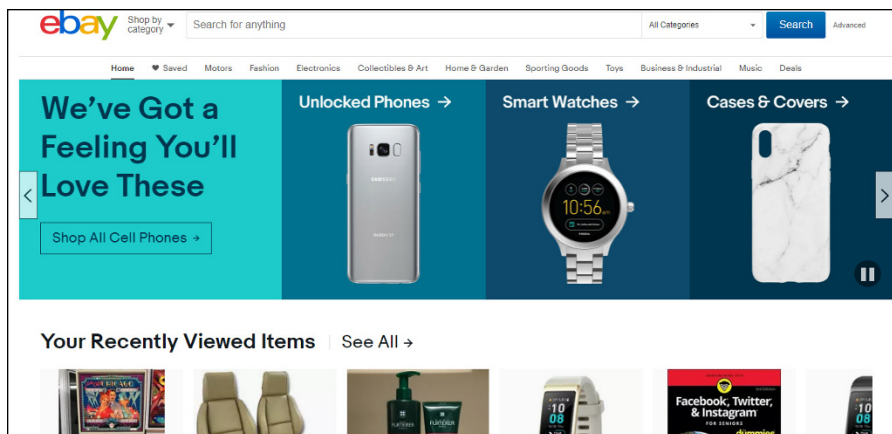 ebay
Shop by
category
Search for anything
All Categories
Search
Advanced
Home Saved Motors Fashion Electronics Collectibles & Art Home & Garden Sporting Goods Toys Business & Industrial Music Deals
We've Got a
Feeling You'll
Love These
Shop All Cell Phones →
Unlocked Phones →
SAMSUNG
Smart Watches →
10:56
Cases & Covers →
Your Recently Viewed Items
See All →
CHICAGO
FURTERER
10
08
Facebook, Twitter,
& Instagram
FOR SENIORS
dummies
10
08